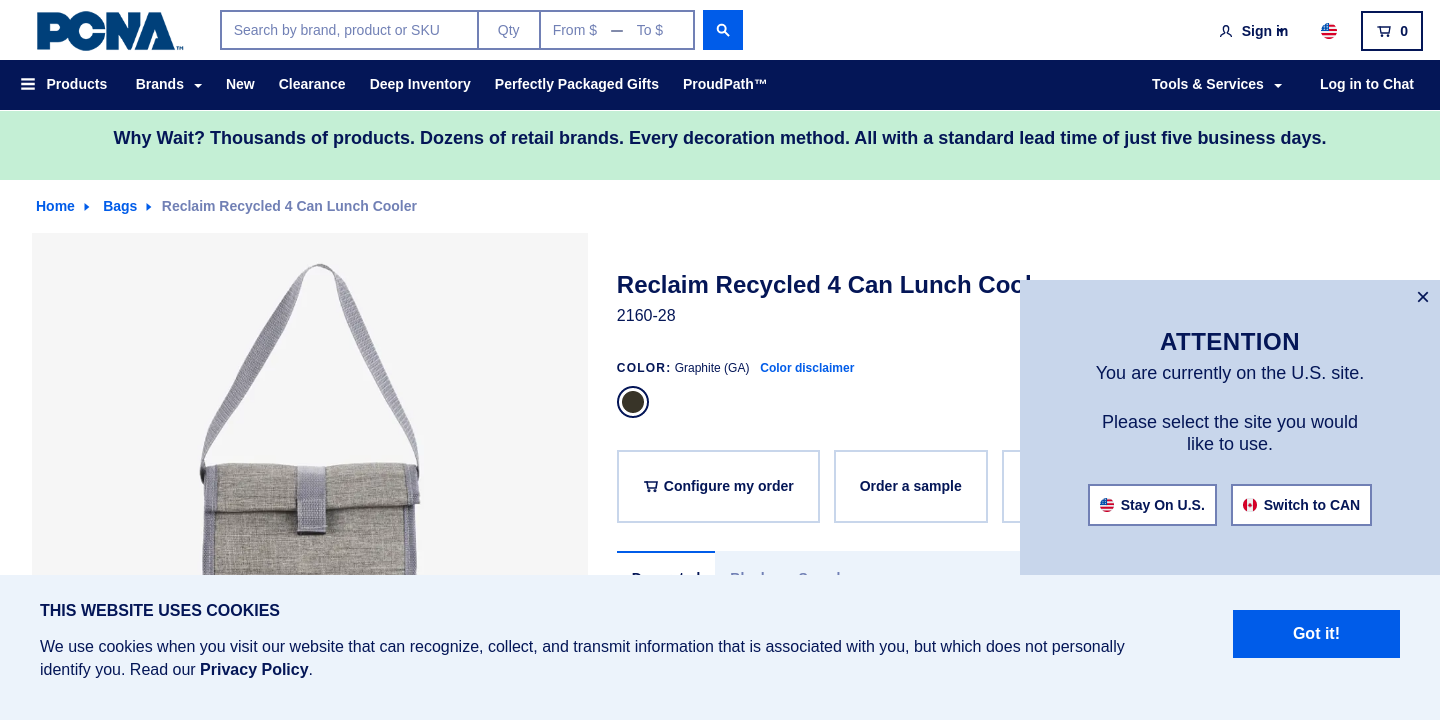 PCNA™
Search by brand, product or SKU
Qty
From $ — To $
Sign in
0
Products
Brands
New
Clearance
Deep Inventory
Perfectly Packaged Gifts
ProudPath™
Tools & Services
Log in to Chat
Why Wait? Thousands of products. Dozens of retail brands. Every decoration method. All with a standard lead time of just five business days.
Home
Bags
Reclaim Recycled 4 Can Lunch Cooler
Reclaim Recycled 4 Can Lunch Cool
2160-28
COLOR: Graphite (GA) Color disclaimer
Configure my order
Order a sample
×
ATTENTION
You are currently on the U.S. site.
Please select the site you would
like to use.
Stay On U.S.
Switch to CAN
THIS WEBSITE USES COOKIES
We use cookies when you visit our website that can recognize, collect, and transmit information that is associated with you, but which does not personally
identify you. Read our Privacy Policy.
Got it!